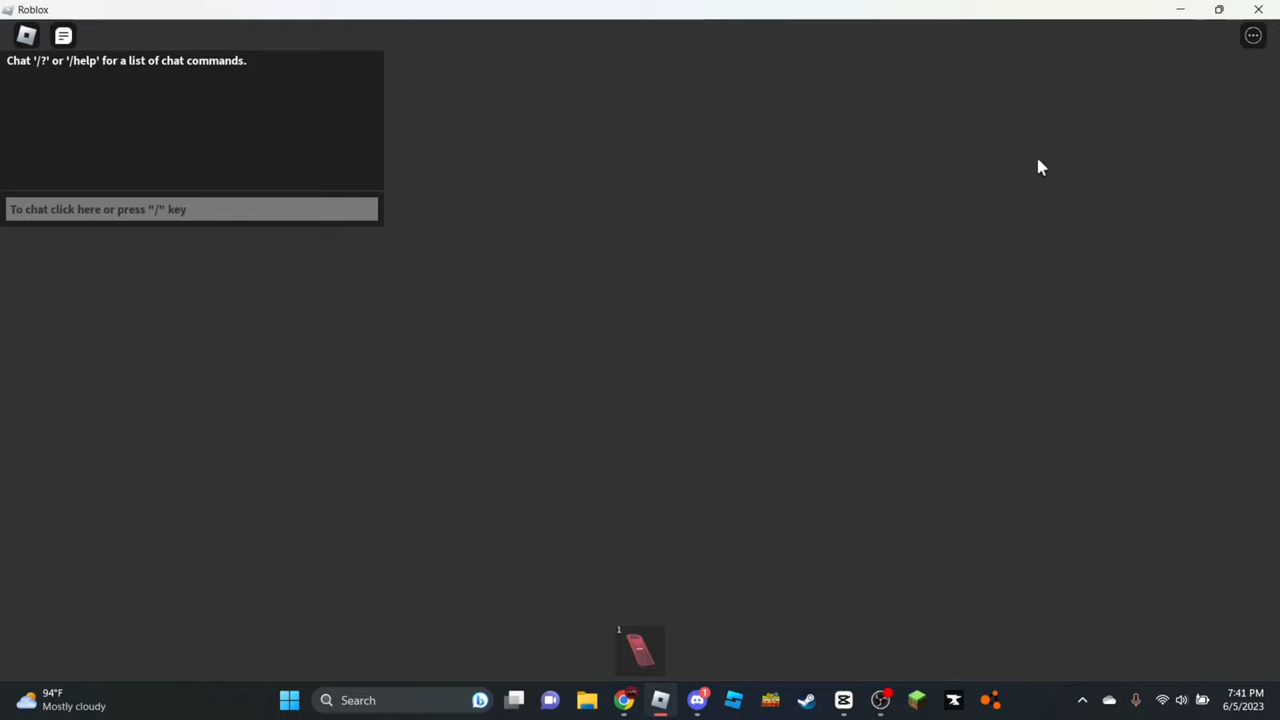 Roblox
Chat '/?' or '/help' for a list of chat commands.
To chat click here or press "/" key
1
94°F
Mostly cloudy
Search
1
7:41 PM
6/5/2023